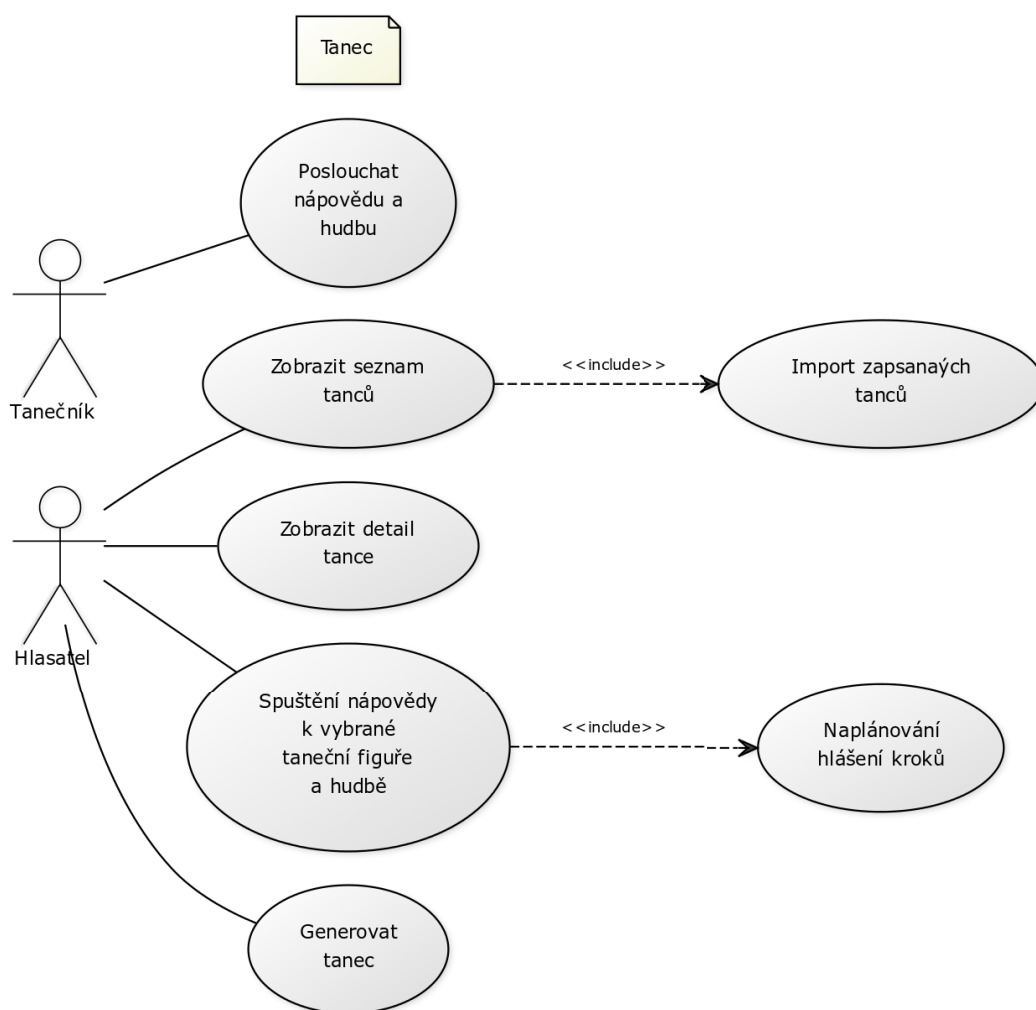 Tanec
Poslouchat
nápovědu a
hudbu
Tanečník
Zobrazit seznam
tanců
<<include>>
Import zapsanaých
tanců
Zobrazit detail
tance
Hlasatel
Spuštění nápovědy
k vybrané
taneční figuře
a hudbě
<<include>>
Naplánování
hlášení kroků
Generovat
tanec